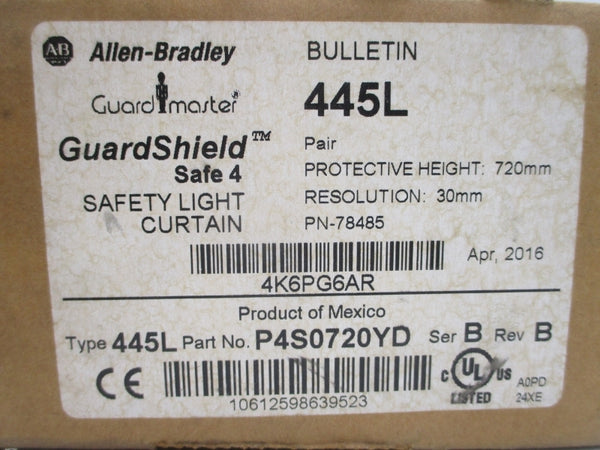 AB Allen-Bradley
BULLETIN
Guardmaster®
445L
GuardShield™
Pair
Safe 4
PROTECTIVE HEIGHT: 720mm
SAFETY LIGHT
RESOLUTION: 30mm
CURTAIN
PN-78485
Apr, 2016
4K6PG6AR
Product of Mexico
Type 445L Part No. P4S0720YD Ser B Rev B
CE
10612598639523
c UL US
LISTED
A0PD
24XE